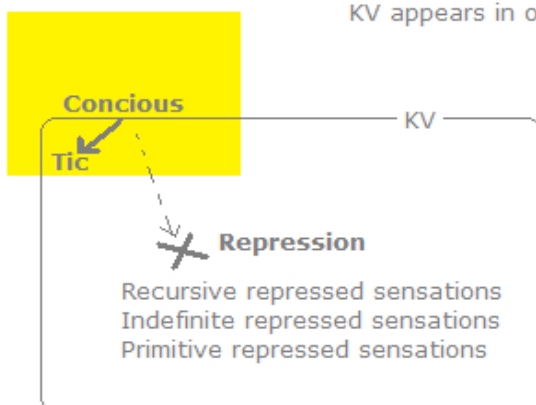 KV appears in o
Concious
KV
Tic
Repression
Recursive repressed sensations
Indefinite repressed sensations
Primitive repressed sensations